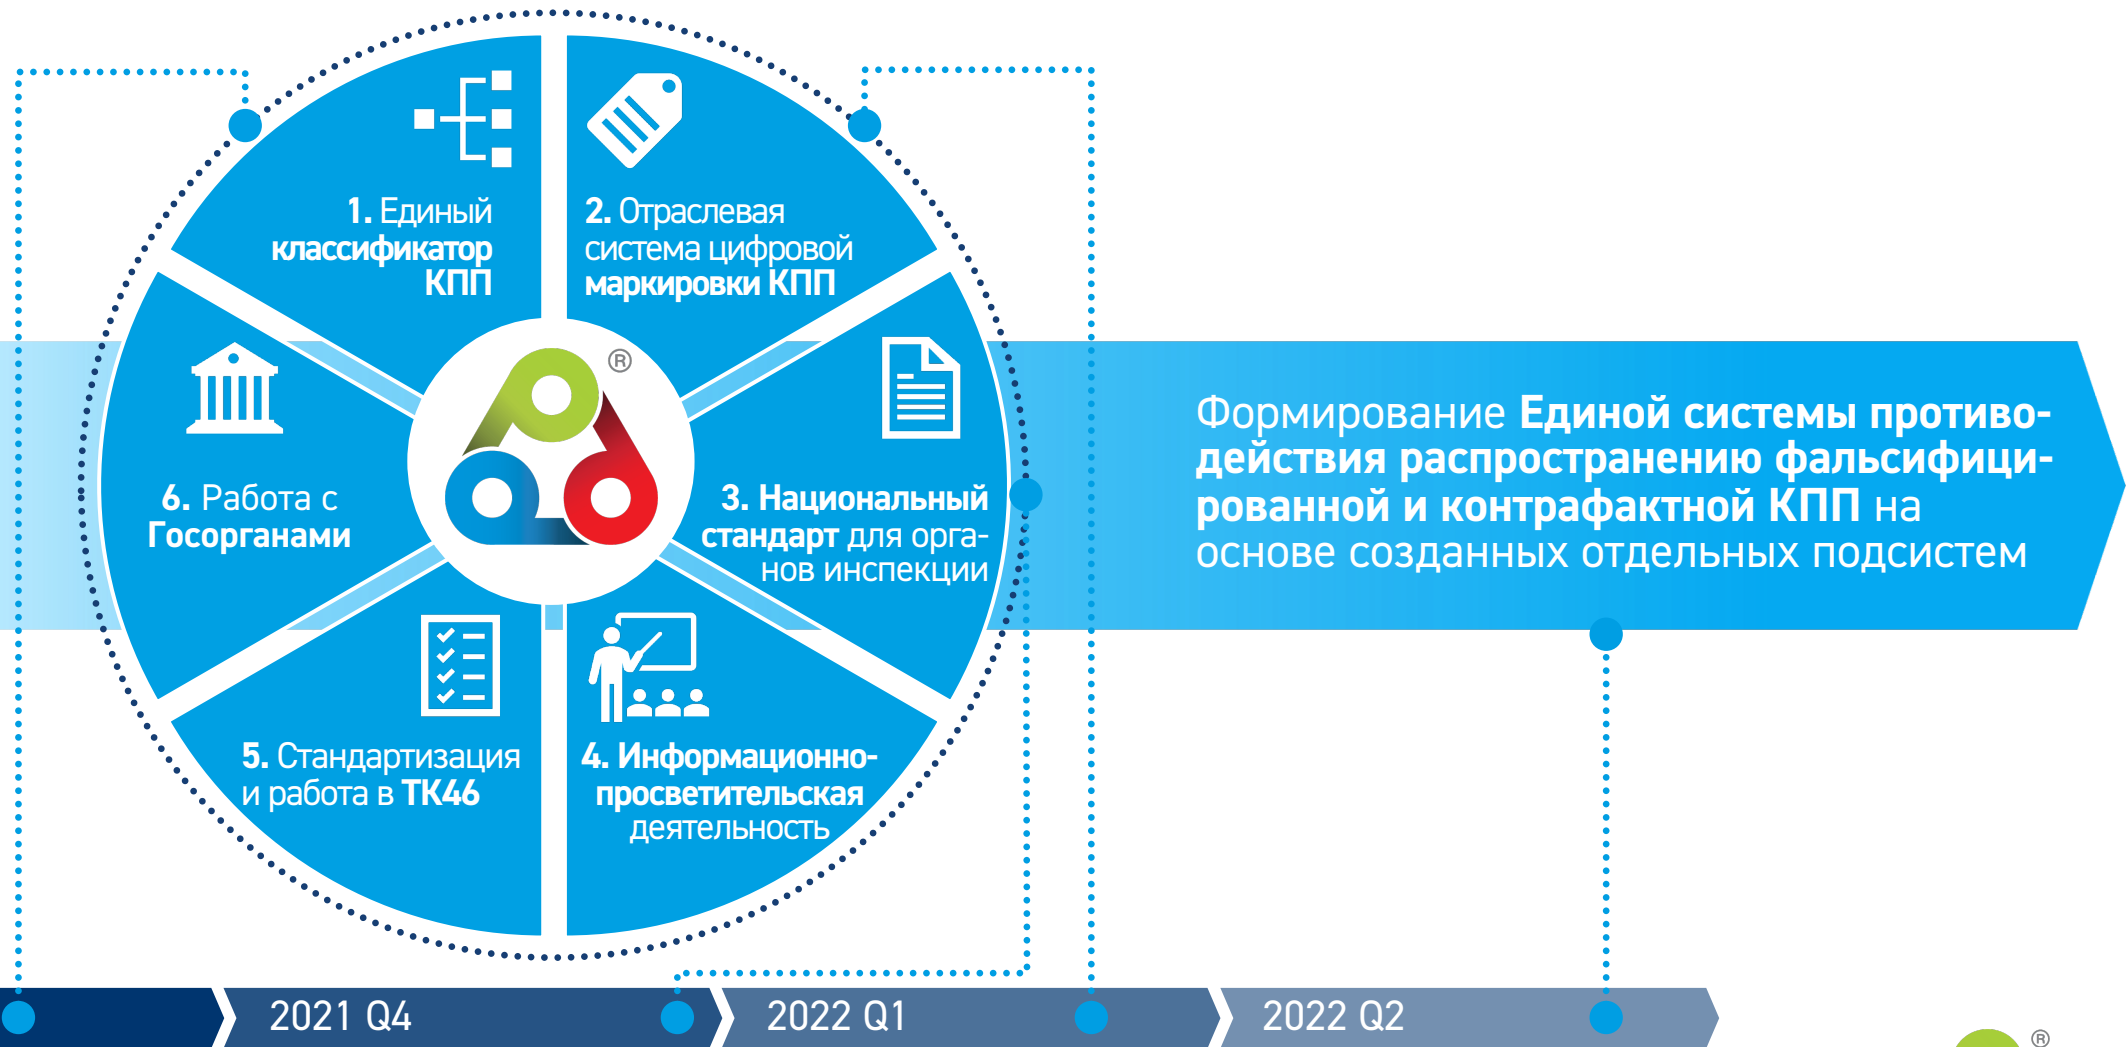 1. Единый
классификатор
КПП
2. Отраслевая
система цифровой
маркировки КПП
3. Национальный
стандарт для орга-
нов инспекции
4. Информационно-
просветительская
деятельность
5. Стандартизация
и работа в ТК46
6. Работа с
Госорганами
®
Формирование Единой системы противо-
действия распространению фальсифици-
рованной и контрафактной КПП на
основе созданных отдельных подсистем
2021 Q4
2022 Q1
2022 Q2
®